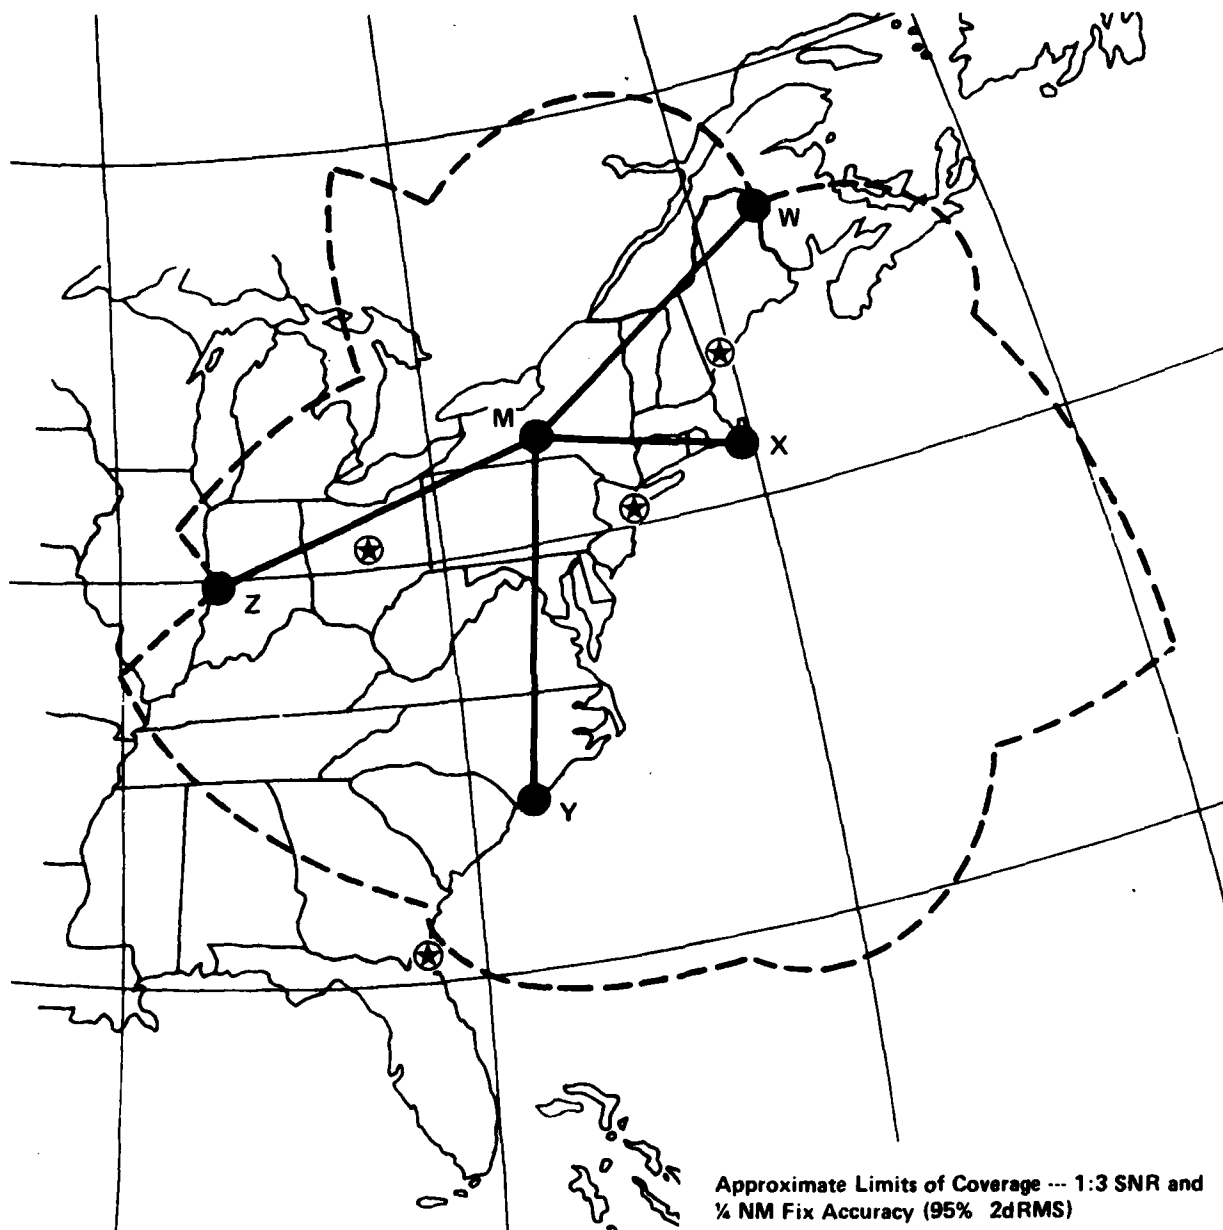 W
M
X
Z
Y
Approximate Limits of Coverage --- 1:3 SNR and
¼ NM Fix Accuracy (95% 2dRMS)